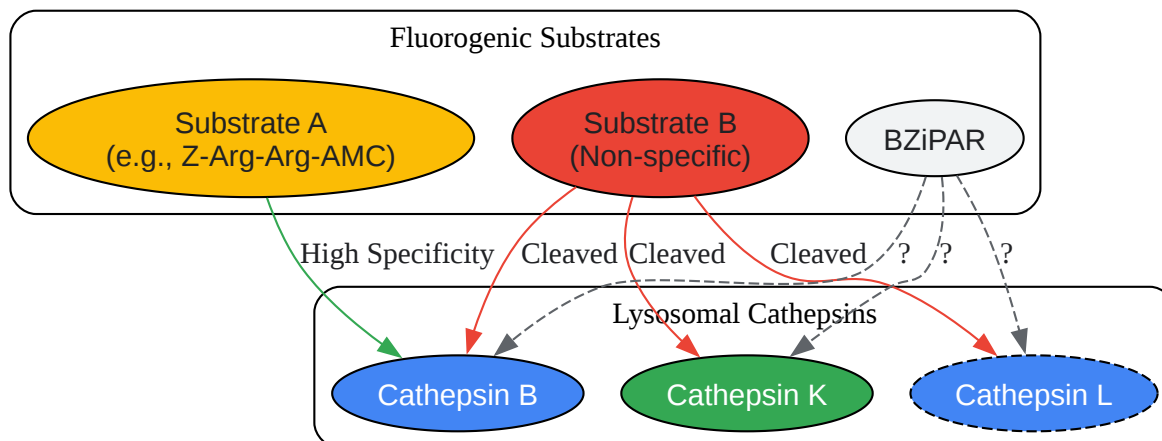 Fluorogenic Substrates
Substrate A
(e.g., Z-Arg-Arg-AMC)
Substrate B
(Non-specific)
BZiPAR
High Specificity
Cleaved
Cleaved
Cleaved
?
?
?
Lysosomal Cathepsins
Cathepsin B
Cathepsin K
Cathepsin L